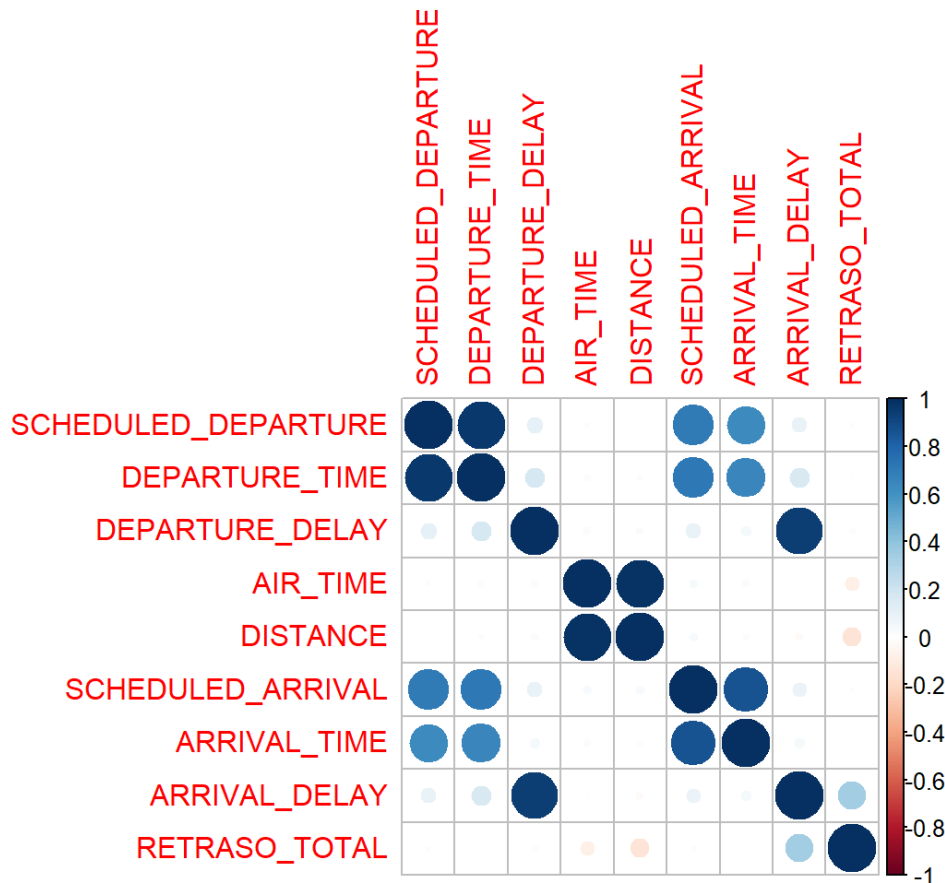 SCHEDULED_DEPARTURE
DEPARTURE_TIME
DEPARTURE_DELAY
AIR_TIME
DISTANCE
SCHEDULED_ARRIVAL
ARRIVAL_TIME
ARRIVAL_DELAY
RETRASO_TOTAL
SCHEDULED_DEPARTURE
DEPARTURE_TIME
DEPARTURE_DELAY
AIR_TIME
DISTANCE
SCHEDULED_ARRIVAL
ARRIVAL_TIME
ARRIVAL_DELAY
RETRASO_TOTAL
1
0.8
0.6
0.4
0.2
0
-0.2
-0.4
-0.6
-0.8
-1